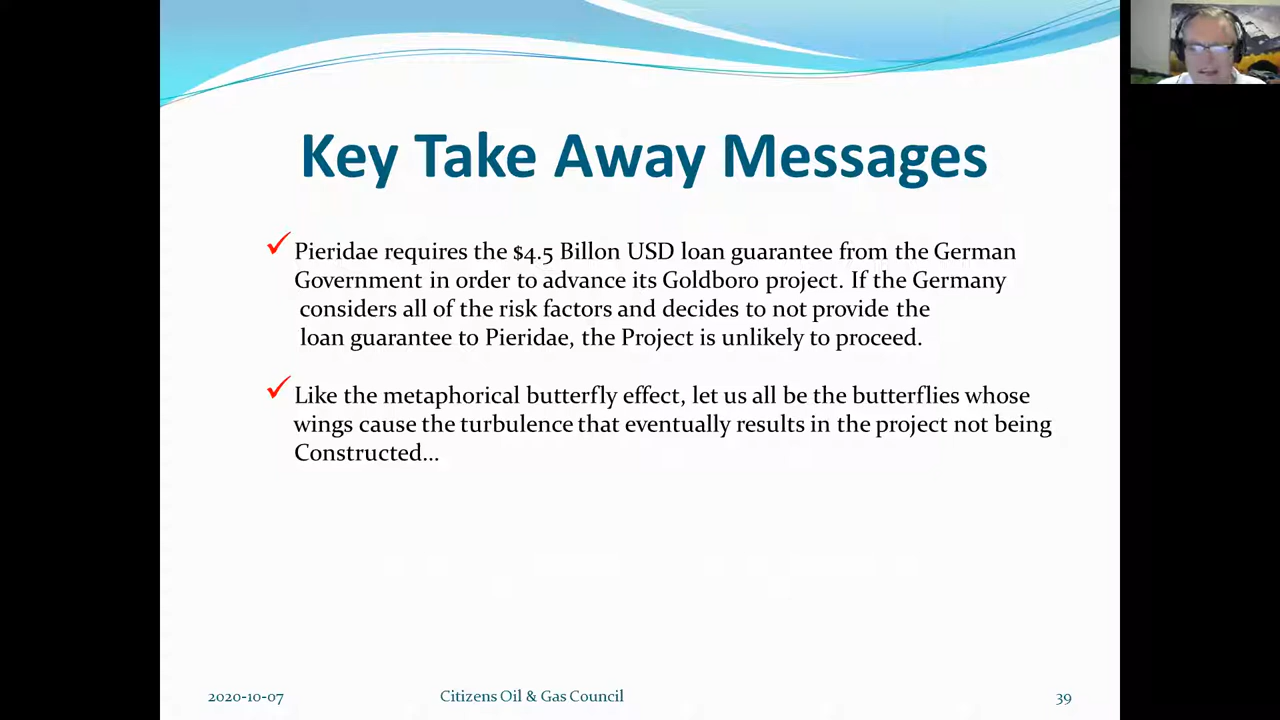 Key Take Away Messages
Pieridae requires the $4.5 Billon USD loan guarantee from the German
Government in order to advance its Goldboro project. If the Germany
considers all of the risk factors and decides to not provide the
loan guarantee to Pieridae, the Project is unlikely to proceed.
Like the metaphorical butterfly effect, let us all be the butterflies whose
wings cause the turbulence that eventually results in the project not being
Constructed...
2020-10-07
Citizens Oil & Gas Council
39